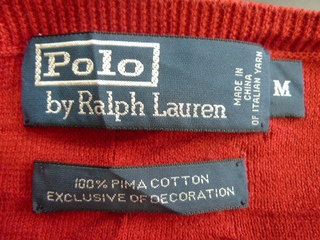 Polo
by Ralph Lauren
MADE IN
CHINA
OF ITALIAN YARN
M
100% PIMA COTTON
EXCLUSIVE OF DECORATION